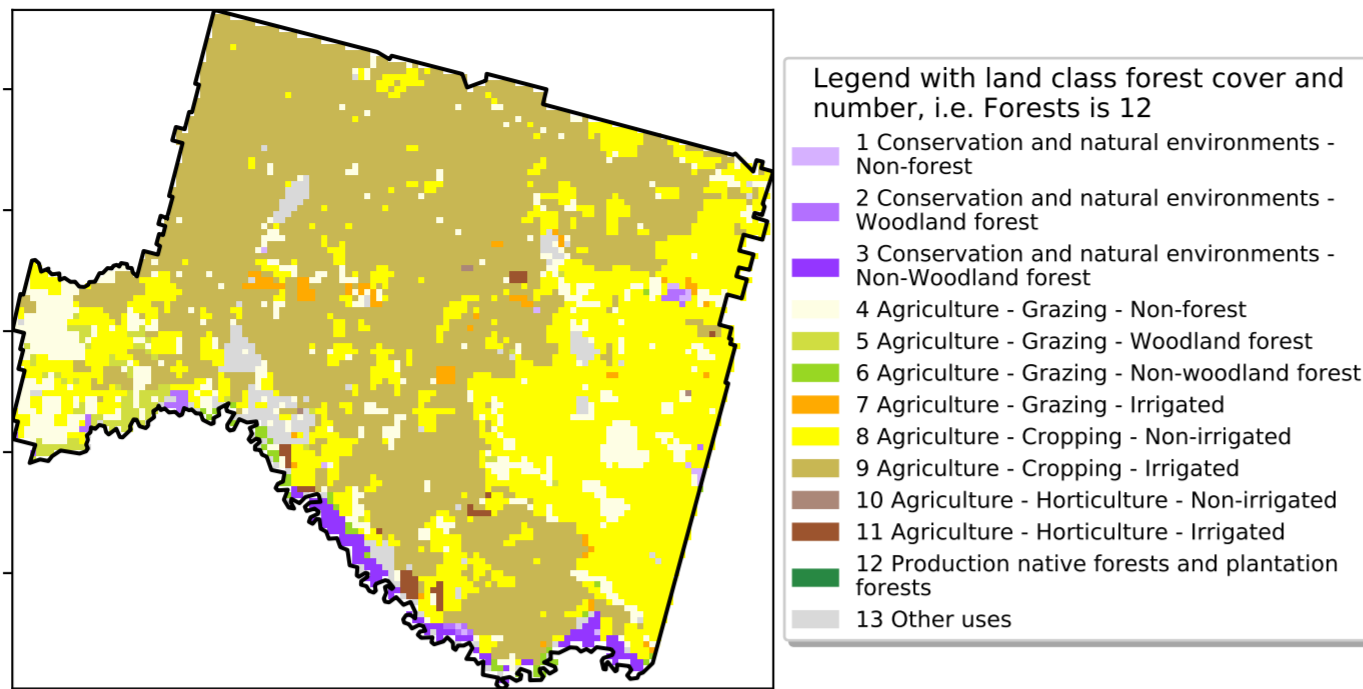 Legend with land class forest cover and
number, i.e. Forests is 12
1 Conservation and natural environments -
Non-forest
2 Conservation and natural environments -
Woodland forest
3 Conservation and natural environments -
Non-Woodland forest
4 Agriculture - Grazing - Non-forest
5 Agriculture - Grazing - Woodland forest
6 Agriculture - Grazing - Non-woodland forest
7 Agriculture - Grazing - Irrigated
8 Agriculture - Cropping - Non-irrigated
9 Agriculture - Cropping - Irrigated
10 Agriculture - Horticulture - Non-irrigated
11 Agriculture - Horticulture - Irrigated
12 Production native forests and plantation
forests
13 Other uses